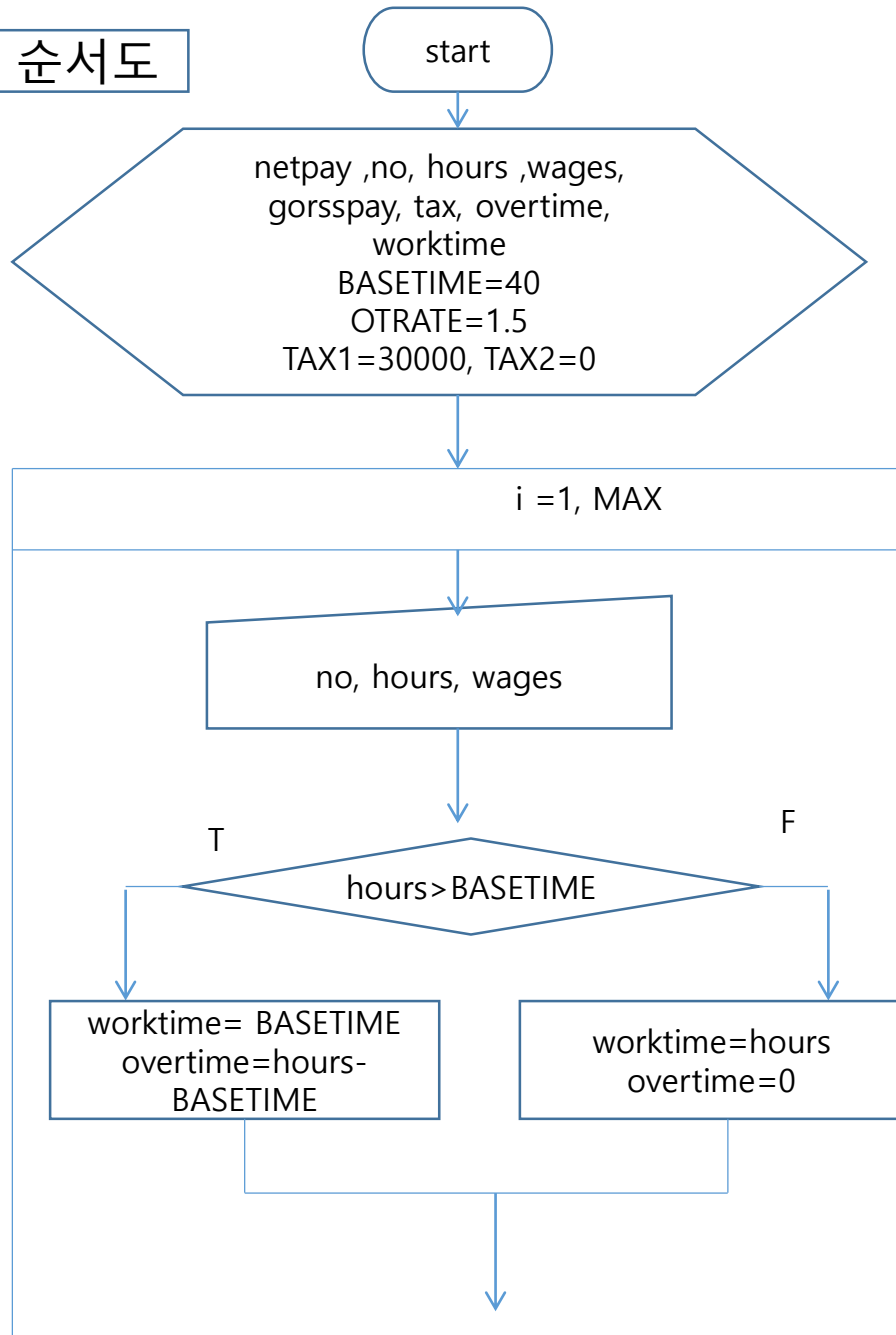 순서도
start
netpay ,no, hours ,wages,
gorsspay, tax, overtime,
worktime
BASETIME=40
OTRATE=1.5
TAX1=30000, TAX2=0
i =1, MAX
no, hours, wages
T
F
hours>BASETIME
worktime= BASETIME
overtime=hours-
BASETIME
worktime=hours
overtime=0